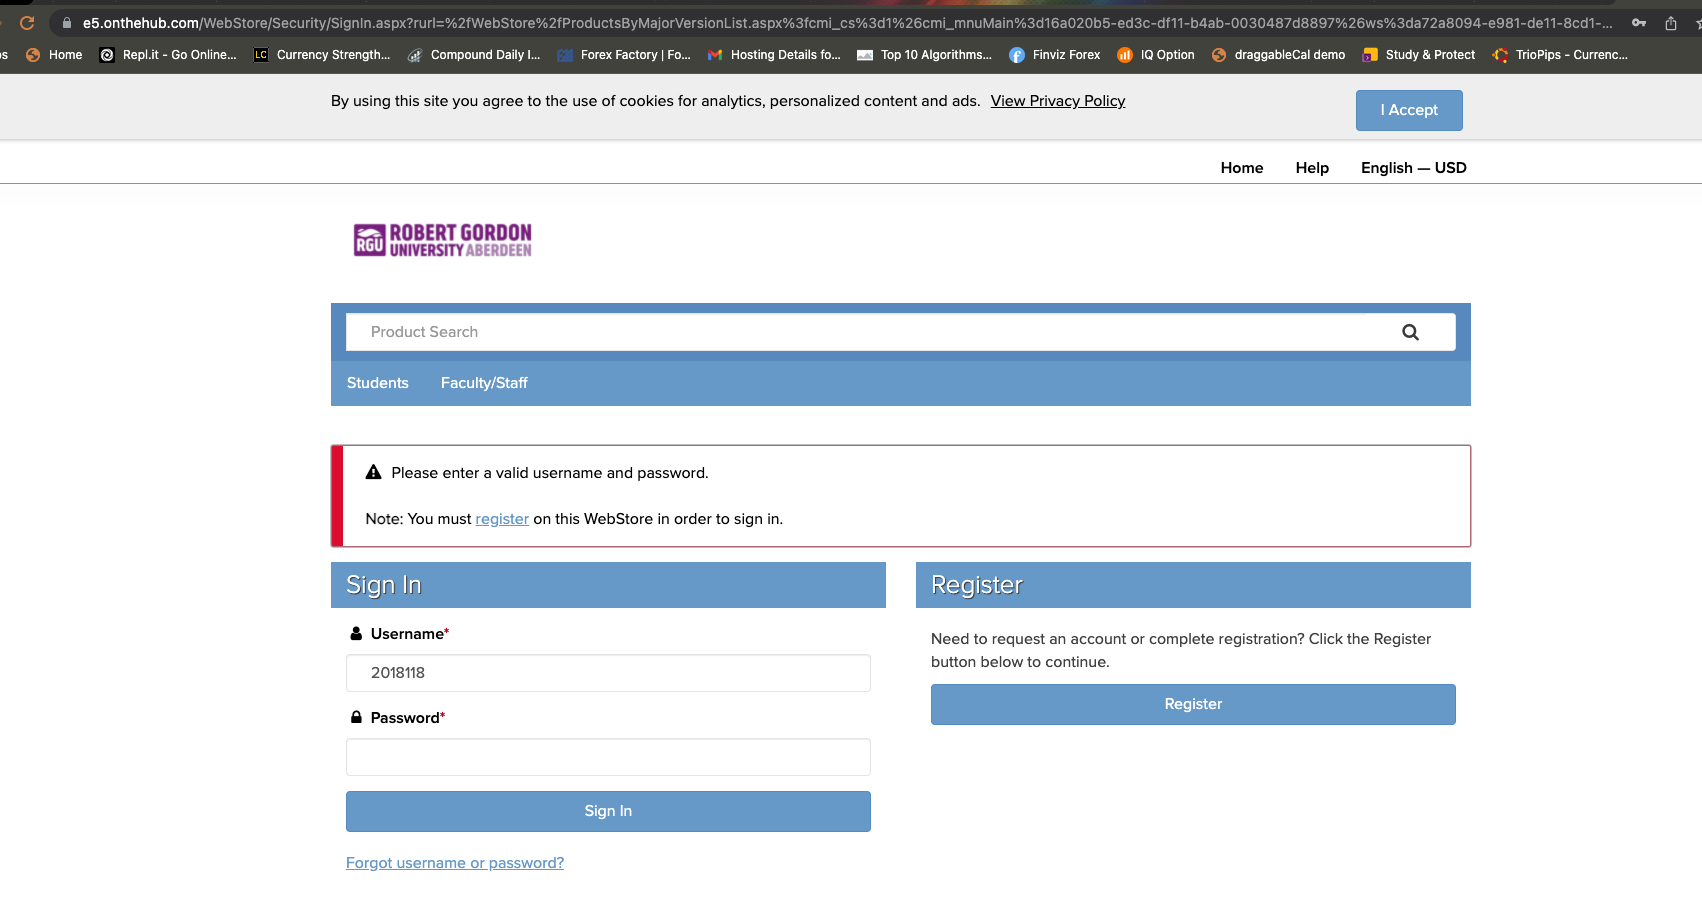 e5.onthehub.com/WebStore/Security/SignIn.aspx?rurl=%2fWebStore%2fProductsByMajorVersionList.aspx%3fcmi_cs%3d1%26cmi_mnuMain%3d16a020b5-ed3c-df11-b4ab-0030487d8897%26ws%3da72a8094-e981-de11-8cd1-...
Home Repl.it - Go Online... LC Currency Strength... Compound Daily I... Forex Factory | Fo... Hosting Details fo... Top 10 Algorithms... Finviz Forex IQ Option draggableCal demo Study & Protect TrioPips - Currenc...
By using this site you agree to the use of cookies for analytics, personalized content and ads. View Privacy Policy
I Accept
Home Help English — USD
RGU ROBERT GORDON
UNIVERSITY ABERDEEN
Product Search
Students Faculty/Staff
Please enter a valid username and password.
Note: You must register on this WebStore in order to sign in.
Sign In
Username*
2018118
Password*
Sign In
Forgot username or password?
Register
Need to request an account or complete registration? Click the Register
button below to continue.
Register